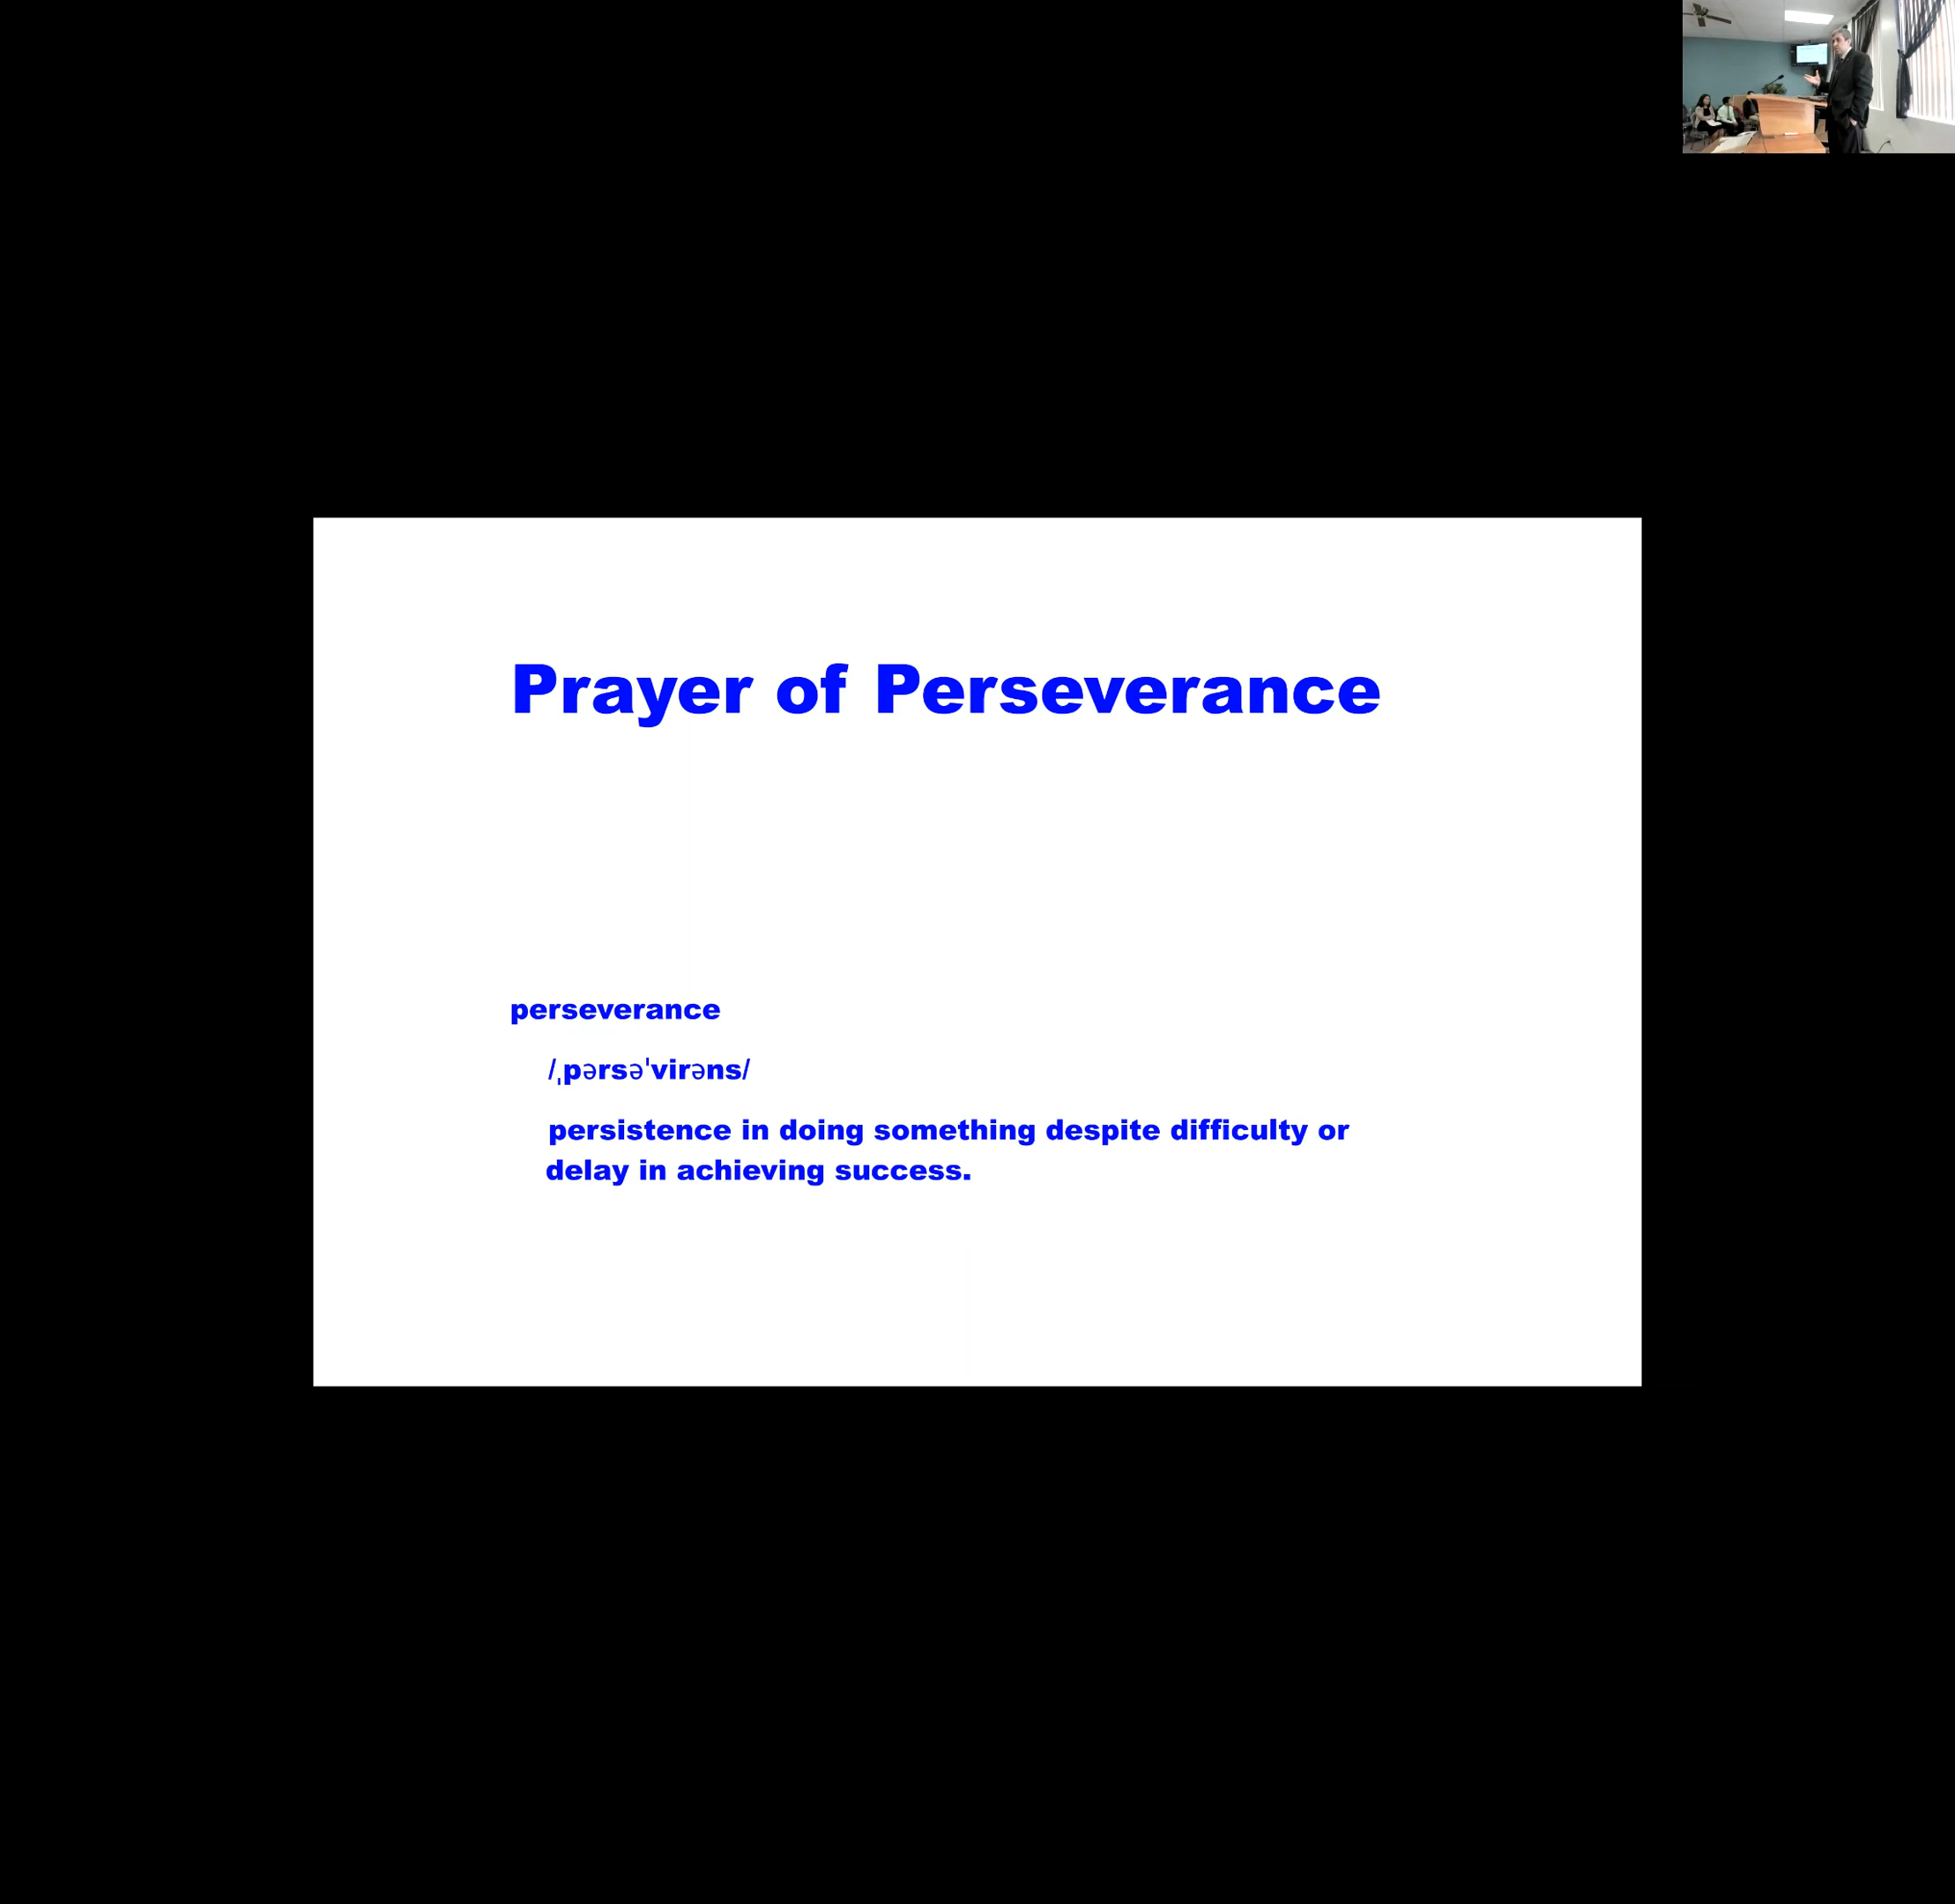 Prayer of Perseverance
perseverance
/ˌpərsəˈvirəns/
persistence in doing something despite difficulty or
delay in achieving success.